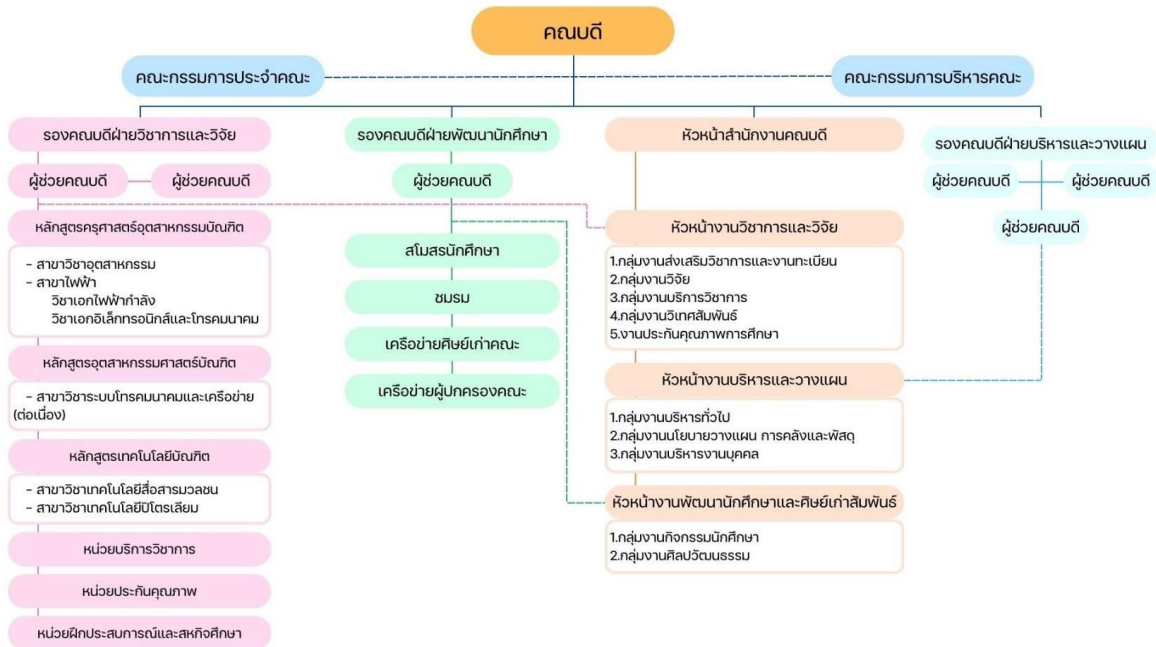 คณบดี
คณะกรรมการประจำคณะ
คณะกรรมการบริหารคณะ
รองคณบดีฝ่ายวิชาการและวิจัย
ผู้ช่วยคณบดี
ผู้ช่วยคณบดี
หลักสูตรครุศาสตร์อุตสาหกรรมบัณฑิต
- สาขาวิชาอุตสาหกรรม
- สาขาไฟฟ้า
วิชาเอกไฟฟ้ากำลัง
วิชาเอกอิเล็กทรอนิกส์และโทรคมนาคม
หลักสูตรอุตสาหกรรมศาสตร์บัณฑิต
- สาขาวิชาระบบโทรคมนาคมและเครือข่าย
(ต่อเนื่อง)
หลักสูตรเทคโนโลยีบัณฑิต
- สาขาวิชาเทคโนโลยีสื่อสารมวลชน
- สาขาวิชาเทคโนโลยีปิโตรเลียม
หน่วยบริการวิชาการ
หน่วยประกันคุณภาพ
หน่วยฝึกประสบการณ์และสหกิจศึกษา
รองคณบดีฝ่ายพัฒนานักศึกษา
ผู้ช่วยคณบดี
สโมสรนักศึกษา
ชมรม
เครือข่ายศิษย์เก่าคณะ
เครือข่ายผู้ปกครองคณะ
หัวหน้าสำนักงานคณบดี
หัวหน้างานวิชาการและวิจัย
1.กลุ่มงานส่งเสริมวิชาการและงานทะเบียน
2.กลุ่มงานวิจัย
3.กลุ่มงานบริการวิชาการ
4.กลุ่มงานวิเทศสัมพันธ์
5.งานประกันคุณภาพการศึกษา
หัวหน้างานบริหารและวางแผน
1.กลุ่มงานบริหารทั่วไป
2.กลุ่มงานนโยบายวางแผน การคลังและพัสดุ
3.กลุ่มงานบริหารงานบุคคล
หัวหน้างานพัฒนานักศึกษาและศิษย์เก่าสัมพันธ์
1.กลุ่มงานกิจกรรมนักศึกษา
2.กลุ่มงานศิลปวัฒนธรรม
รองคณบดีฝ่ายบริหารและวางแผน
ผู้ช่วยคณบดี
ผู้ช่วยคณบดี
ผู้ช่วยคณบดี